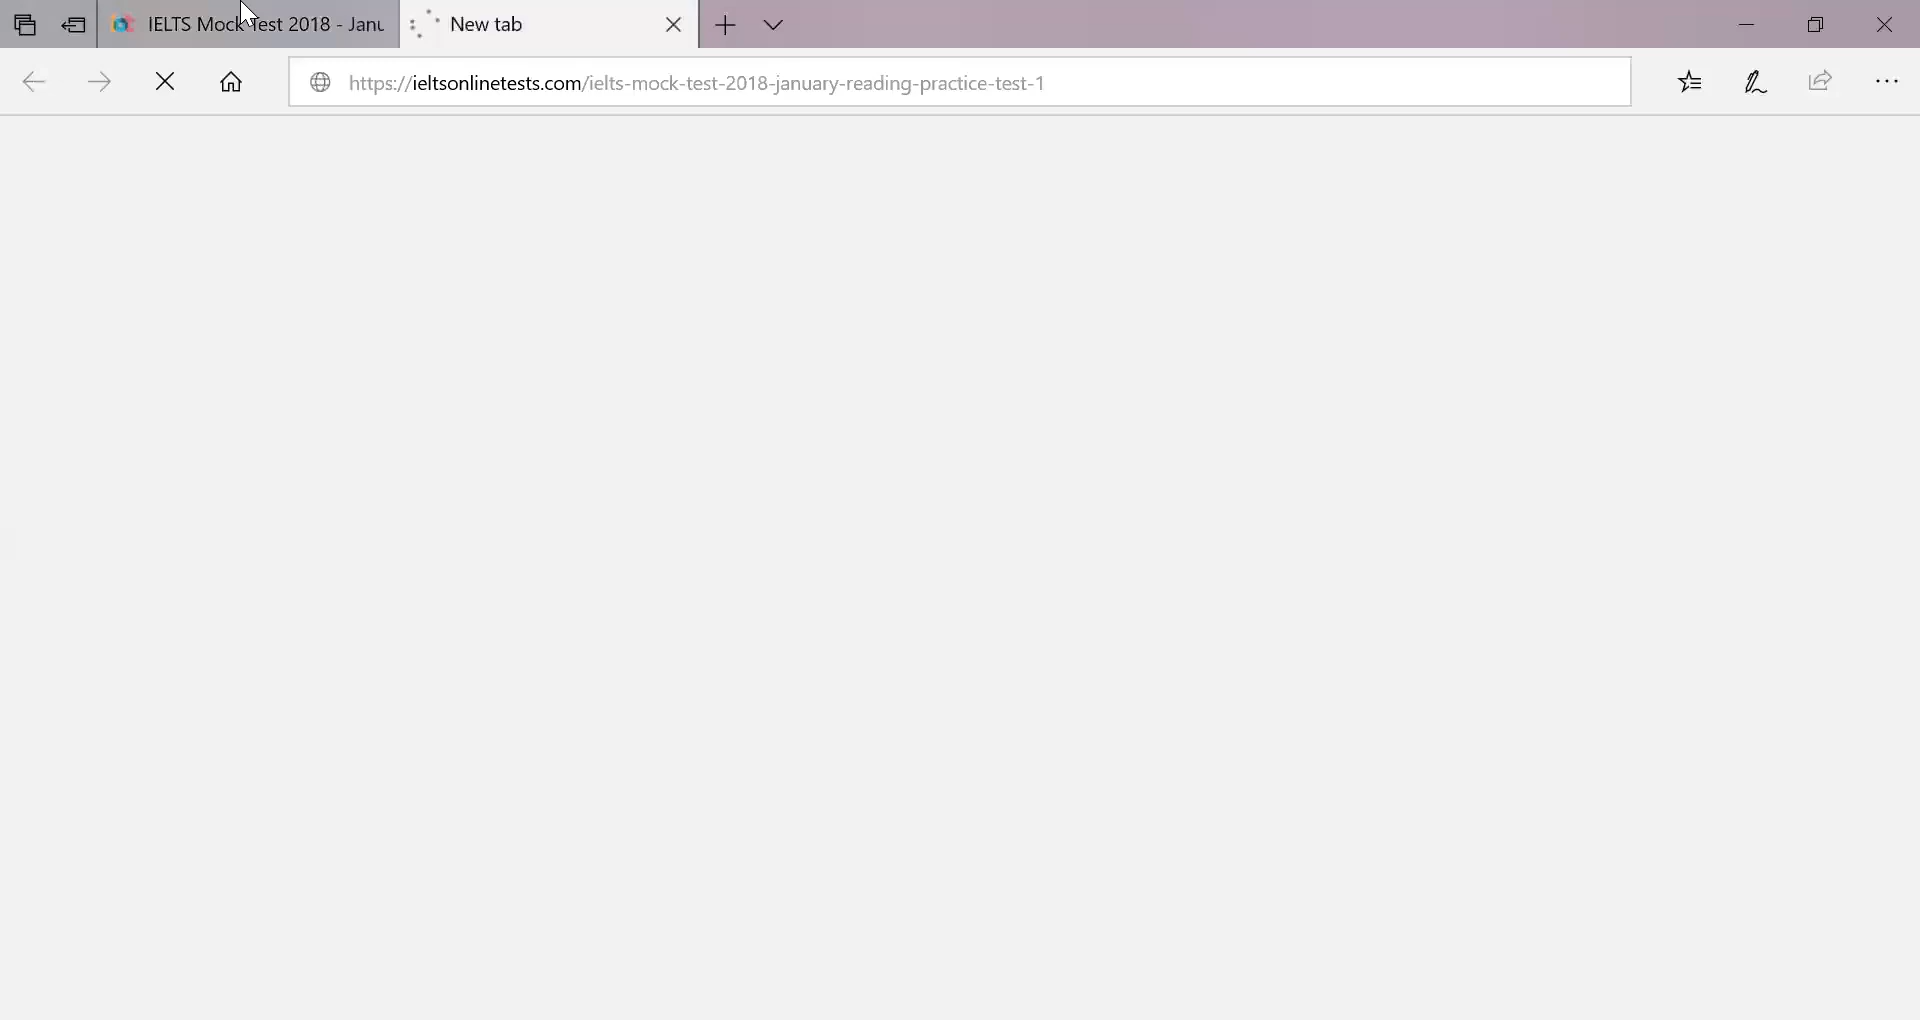 IELTS Mock Test 2018 - Janu
New tab
https://ieltsonlinetests.com/ielts-mock-test-2018-january-reading-practice-test-1